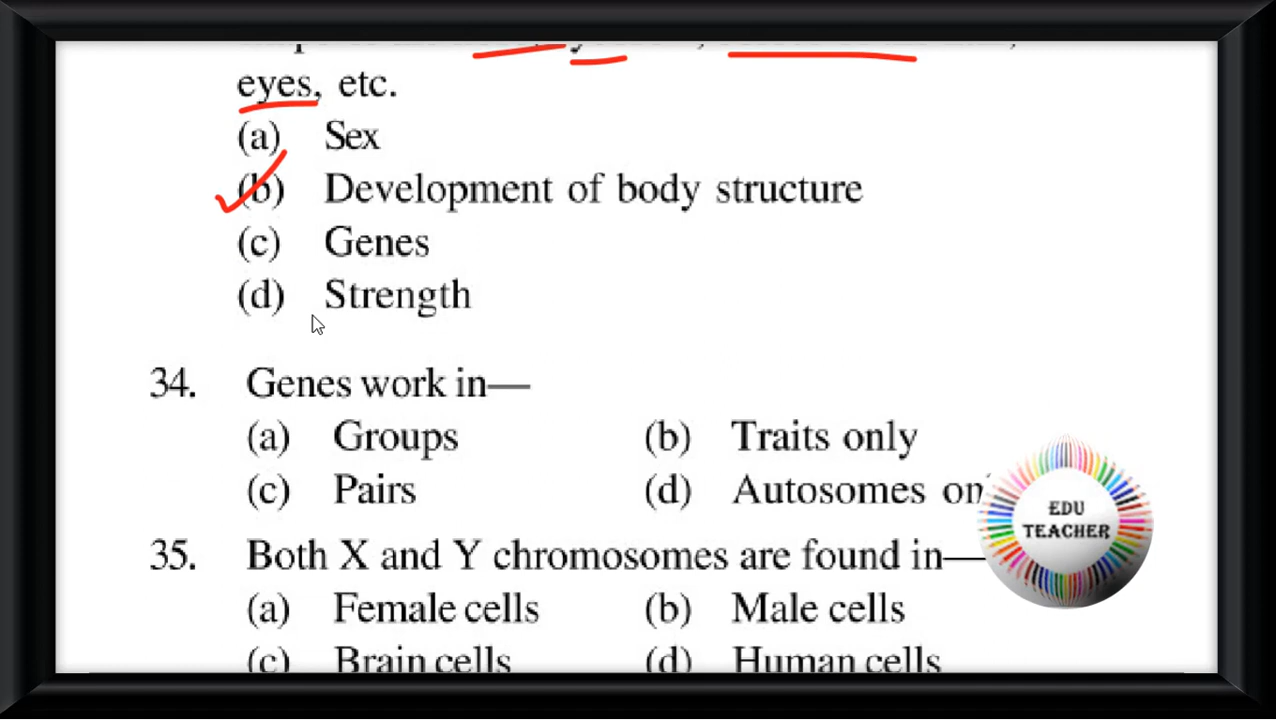 eyes, etc.
(a) Sex
(b) Development of body structure
(c) Genes
(d) Strength
34. Genes work in—
(a) Groups (b) Traits only
(c) Pairs (d) Autosomes
EDU
TEACHER
35. Both X and Y chromosomes are found in—
(a) Female cells (b) Male cells
(c) Brain cells (d) Human cells